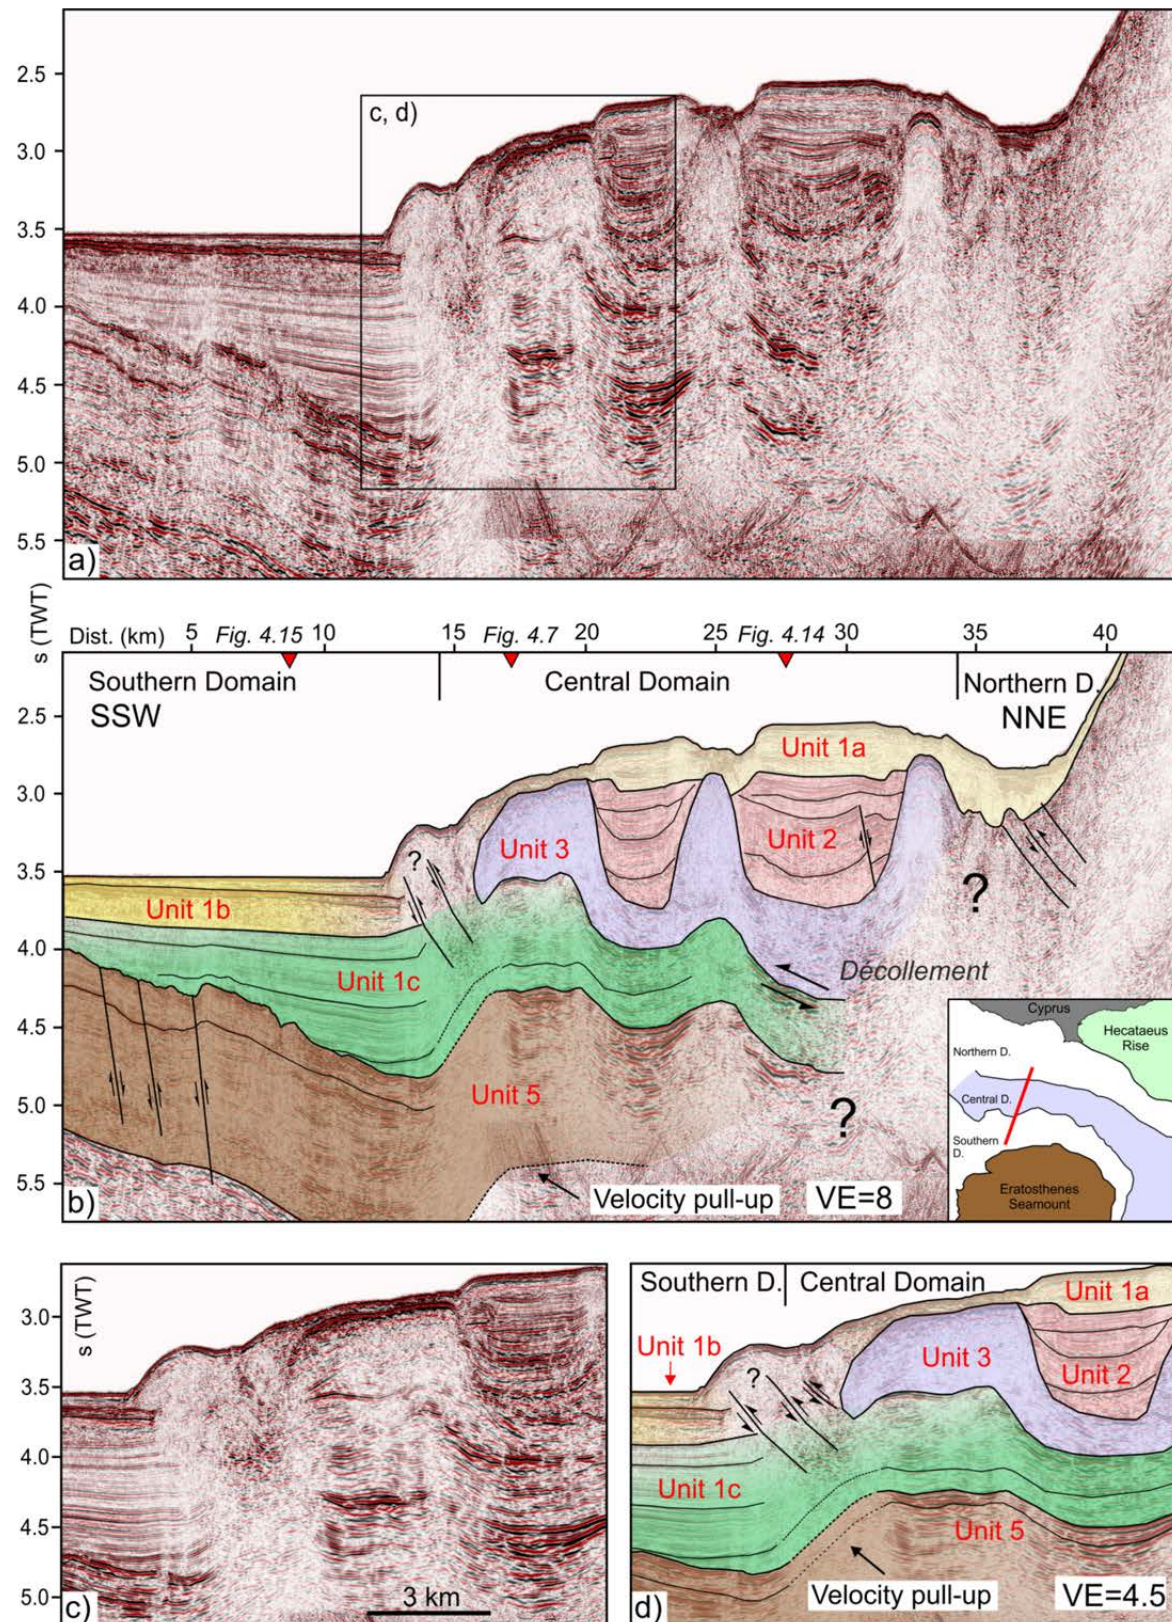 c, d)
2.5
3.0
3.5
4.0
4.5
5.0
5.5
a)
s (TWT)
Dist. (km) 5 Fig. 4.15 10 15 Fig. 4.7 20 25 Fig. 4.14 30 35 40
Southern Domain Central Domain Northern D.
SSW NNE
2.5
3.0
3.5
4.0
4.5
5.0
5.5
Unit 1a
Unit 3
Unit 2
?
Unit 1b
?
Unit 1c
Décollement
Unit 5
?
Velocity pull-up
VE=8
b)
Cyprus
Hecataeus
Rise
Northern D.
Central D.
Southern
D.
Eratosthenes
Seamount
s (TWT)
3.0
3.5
4.0
4.5
5.0
c)
3 km
Southern D. Central Domain
Unit 1a
Unit 1b
Unit 3
Unit 2
?
Unit 1c
Unit 5
Velocity pull-up
VE=4.5
d)